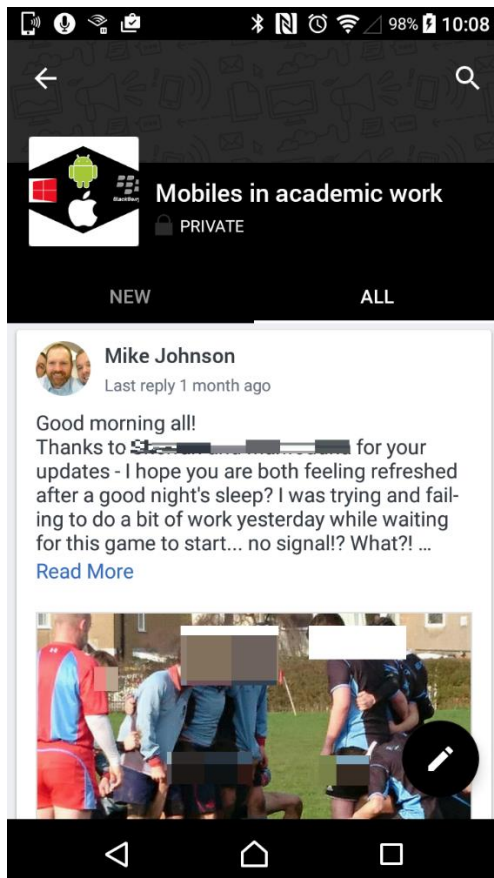 98% 10:08
BlackBerry
Mobiles in academic work
PRIVATE
NEW ALL
Mike Johnson
Last reply 1 month ago
Good morning all!
Thanks to for your
updates - I hope you are both feeling refreshed
after a good night's sleep? I was trying and fail-
ing to do a bit of work yesterday while waiting
for this game to start... no signal!? What?! ...
Read More